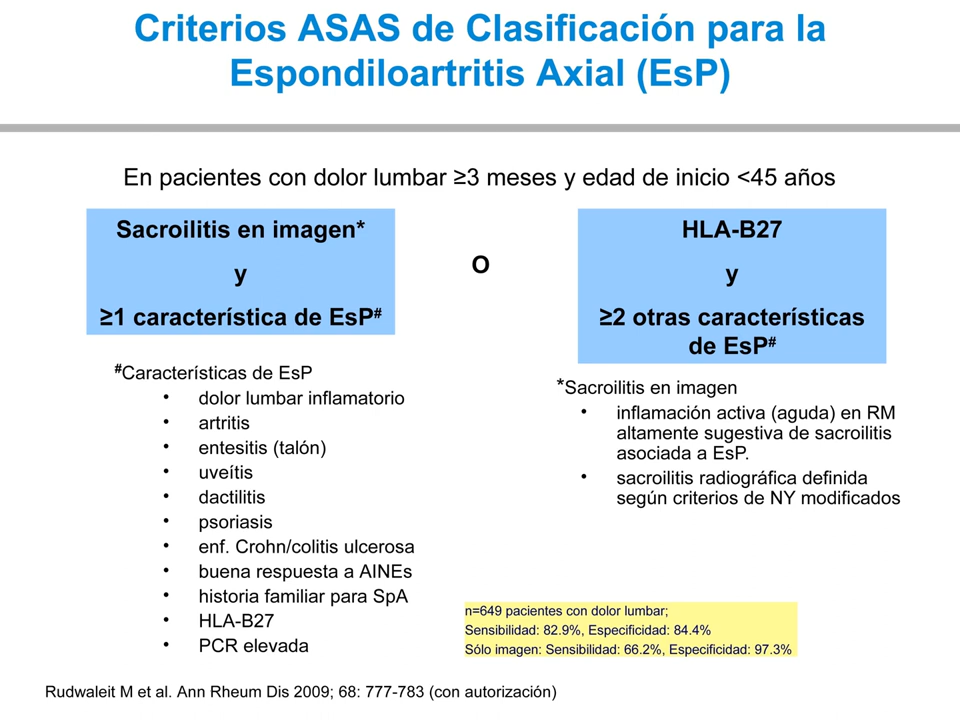 Criterios ASAS de Clasificación para la
Espondiloartritis Axial (EsP)
En pacientes con dolor lumbar ≥3 meses y edad de inicio <45 años
Sacroilitis en imagen*
y
≥1 característica de EsP#
O
HLA-B27
y
≥2 otras características
de EsP#
#Características de EsP
• dolor lumbar inflamatorio
• artritis
• entesitis (talón)
• uveítis
• dactilitis
• psoriasis
• enf. Crohn/colitis ulcerosa
• buena respuesta a AINEs
• historia familiar para SpA
• HLA-B27
• PCR elevada
*Sacroilitis en imagen
• inflamación activa (aguda) en RM
altamente sugestiva de sacroilitis
asociada a EsP.
• sacroilitis radiográfica definida
según criterios de NY modificados
n=649 pacientes con dolor lumbar;
Sensibilidad: 82.9%, Especificidad: 84.4%
Sólo imagen: Sensibilidad: 66.2%, Especificidad: 97.3%
Rudwaleit M et al. Ann Rheum Dis 2009; 68: 777-783 (con autorización)